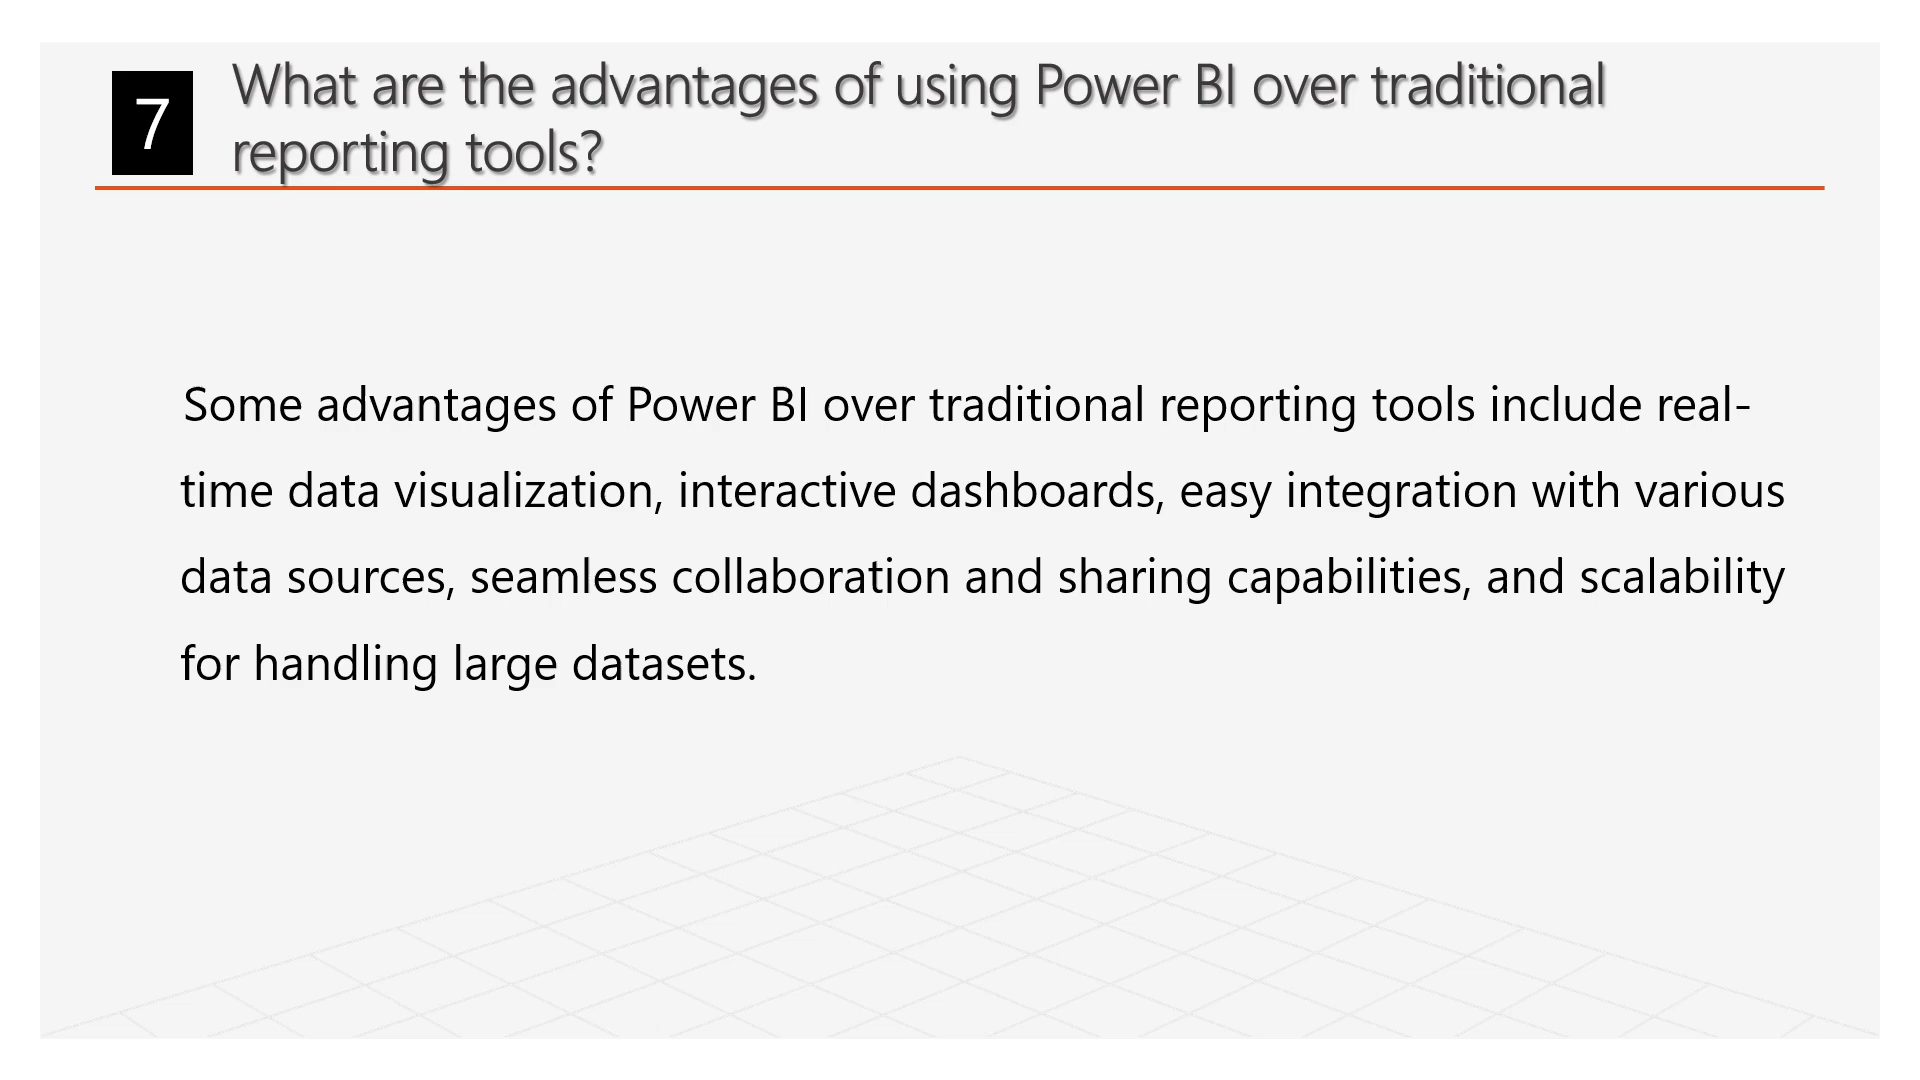 7
What are the advantages of using Power BI over traditional
reporting tools?
Some advantages of Power BI over traditional reporting tools include real-
time data visualization, interactive dashboards, easy integration with various
data sources, seamless collaboration and sharing capabilities, and scalability
for handling large datasets.